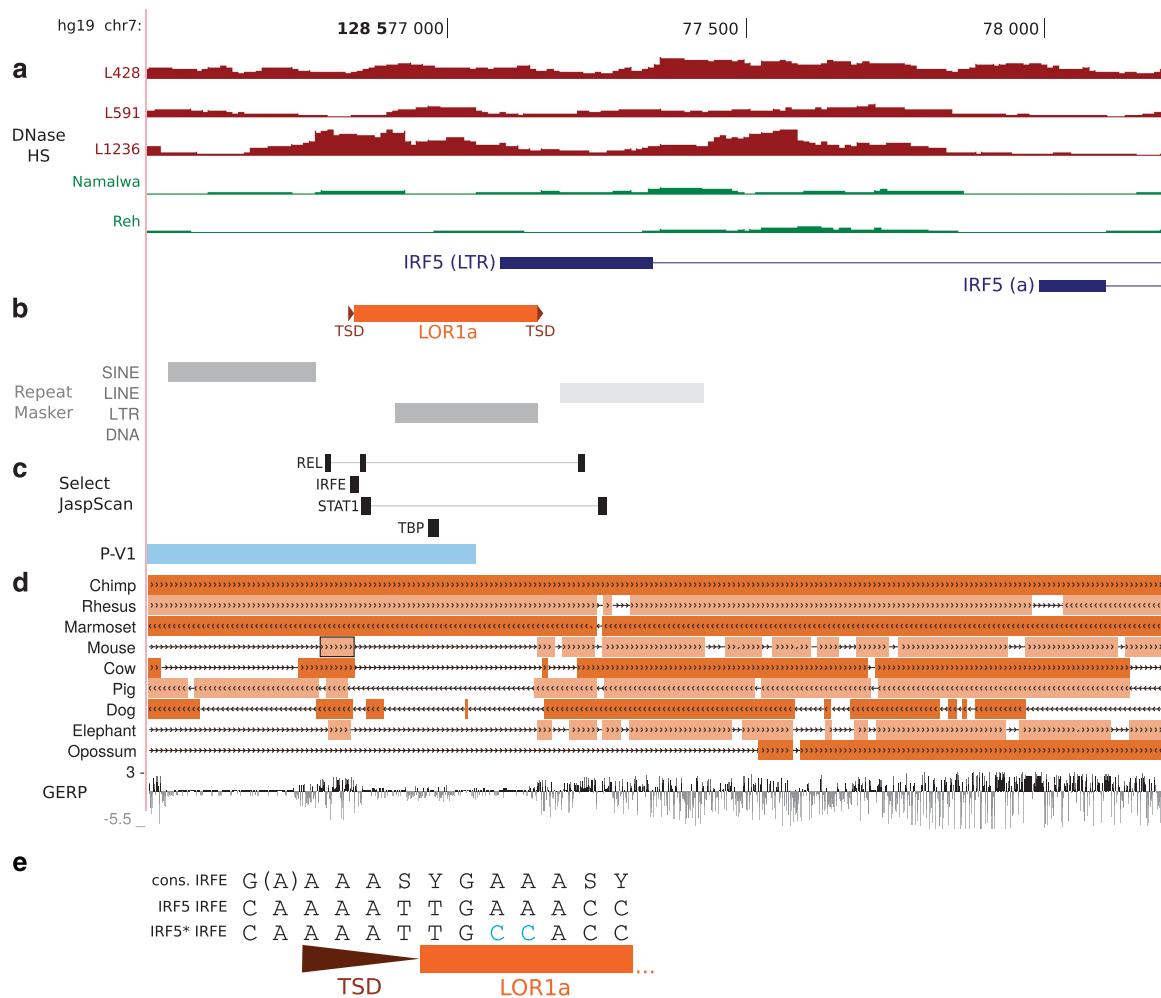 hg19 chr7: 128 577 000 77 500 78 000
a
L428
L591
DNase
HS
L1236
Namalwa
Reh
IRF5 (LTR)
IRF5 (a)
b
TSD LOR1a TSD
SINE
Repeat
Masker
LINE
LTR
DNA
c
REL
Select
JaspScan
IRFE
STAT1
TBP
P-V1
d
Chimp
Rhesus
Marmoset
Mouse
Cow
Pig
Dog
Elephant
Opossum
3 -
GERP
-5.5 _
e
cons. IRFE G (A) A A A S Y G A A A S Y
IRF5 IRFE C A A A A T T G A A A C C
IRF5* IRFE C A A A A T T G C C A C C
TSD LOR1a ...